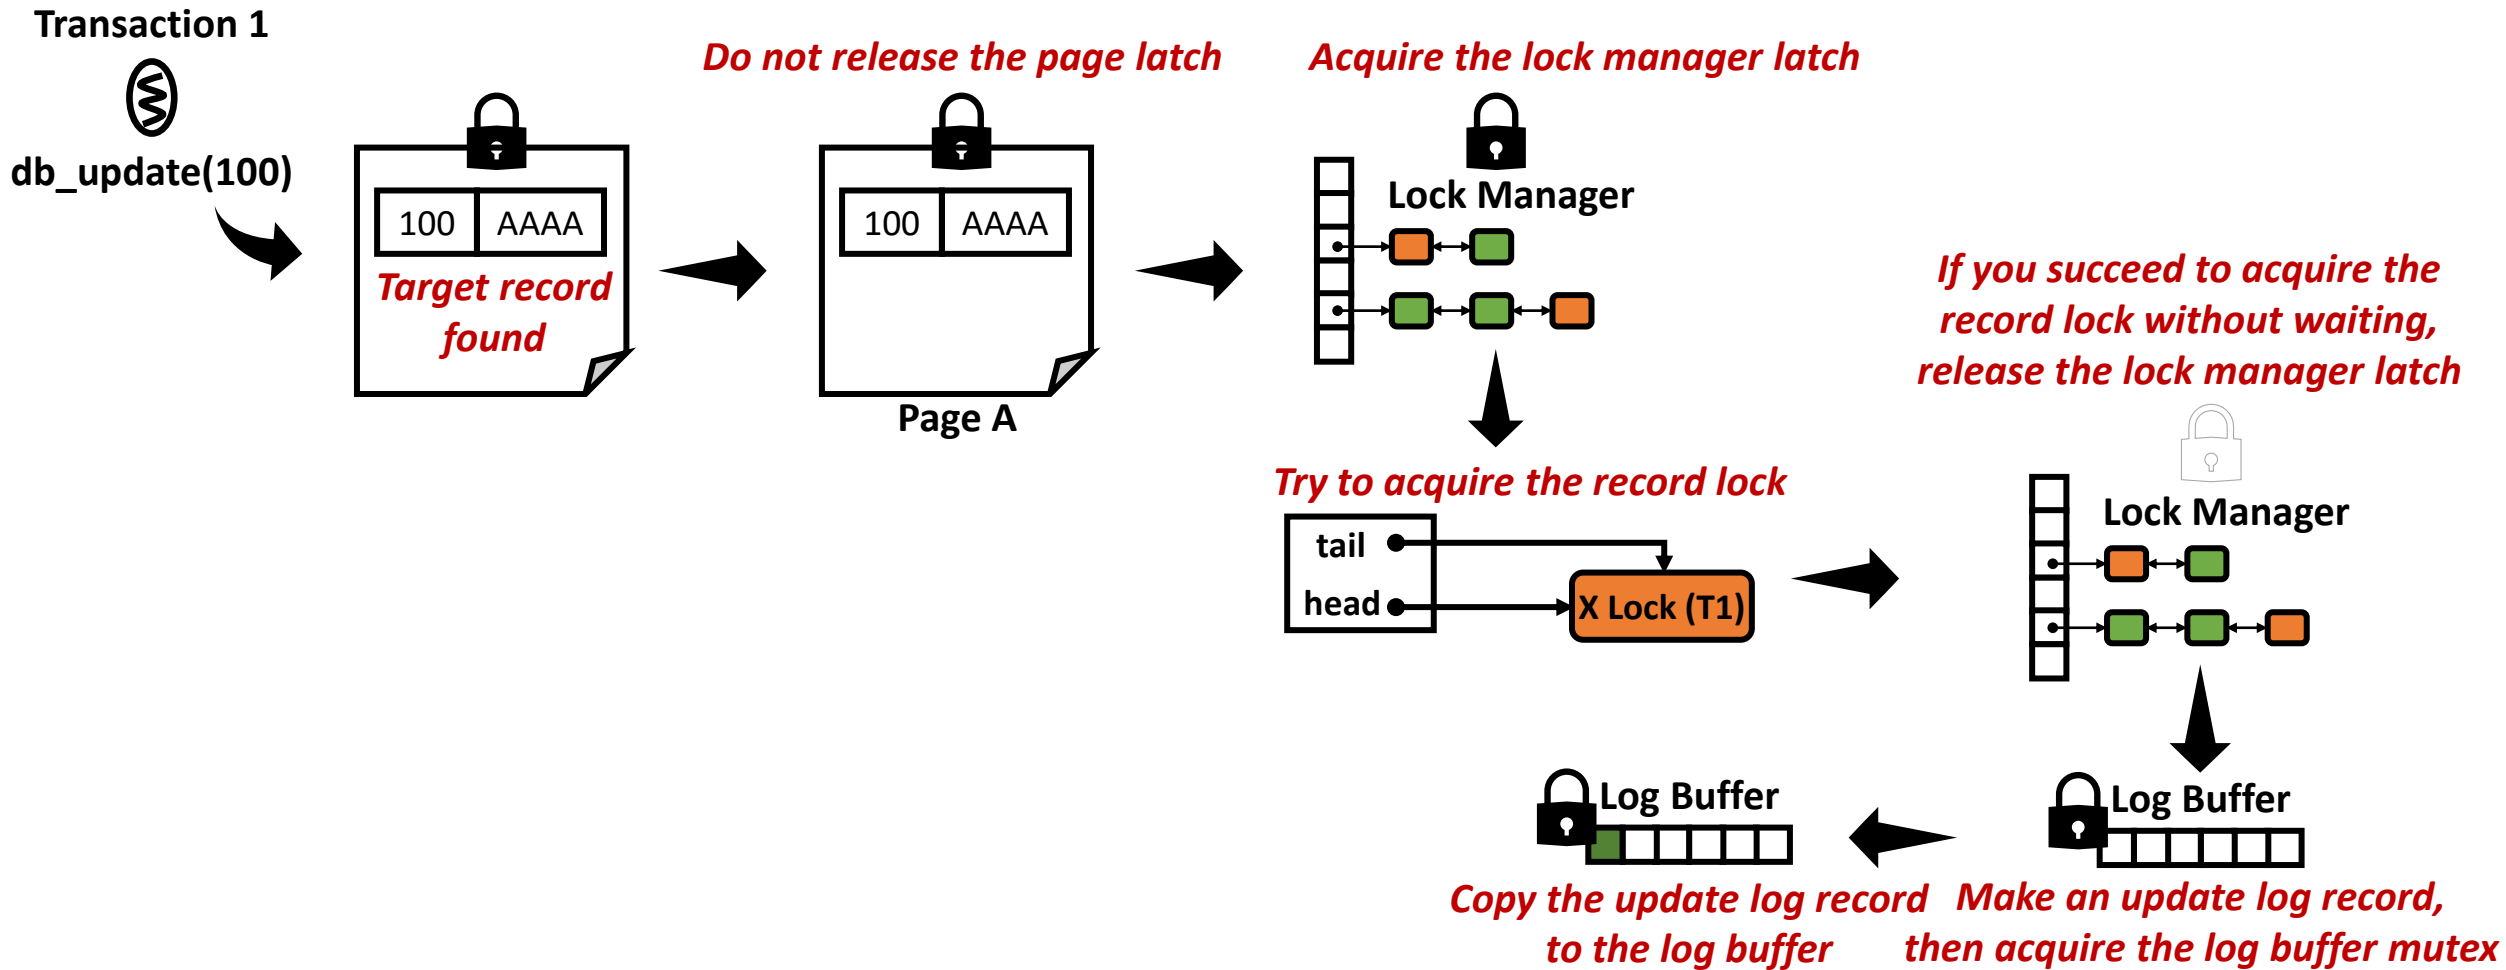 Transaction 1
db_update(100)
100 AAAA
Target record
found
Do not release the page latch
100 AAAA
Page A
Acquire the lock manager latch
Lock Manager
Try to acquire the record lock
tail
head
X Lock (T1)
If you succeed to acquire the
record lock without waiting,
release the lock manager latch
Lock Manager
Log Buffer
Make an update log record,
then acquire the log buffer mutex
Log Buffer
Copy the update log record
to the log buffer